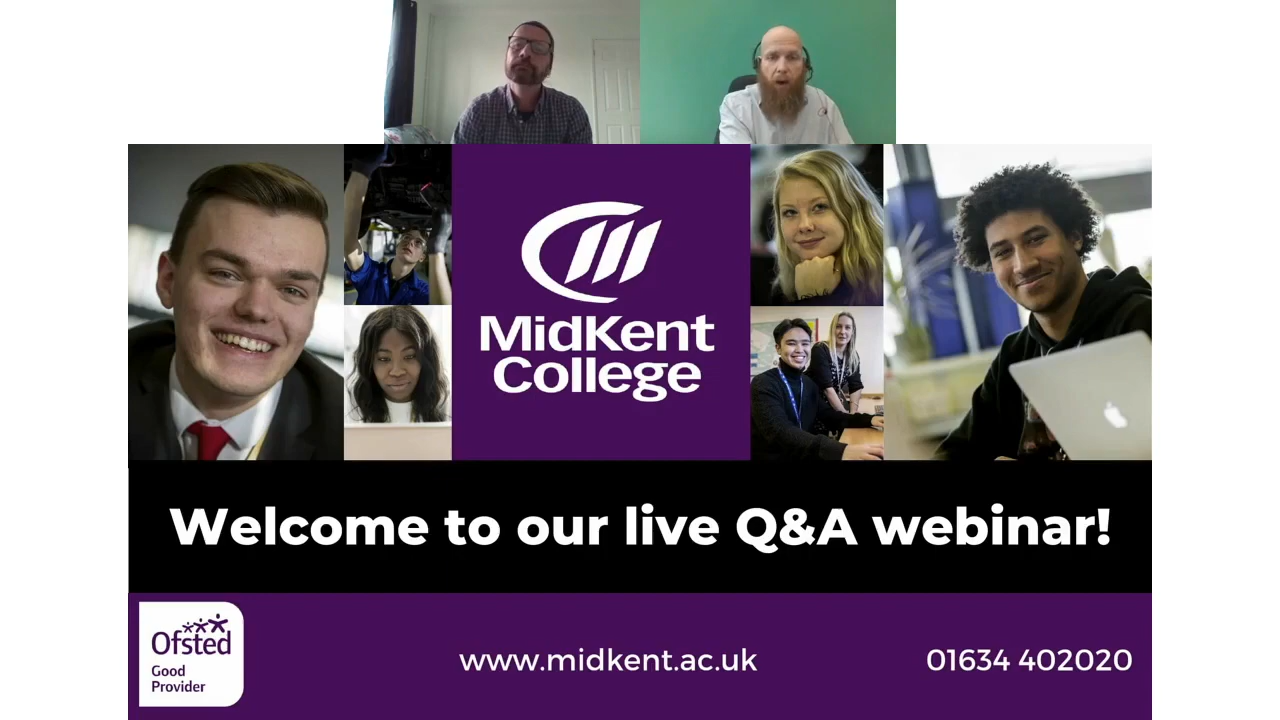 MidKent
College
Welcome to our live Q&A webinar!
Ofsted
Good
Provider
www.midkent.ac.uk
01634 402020